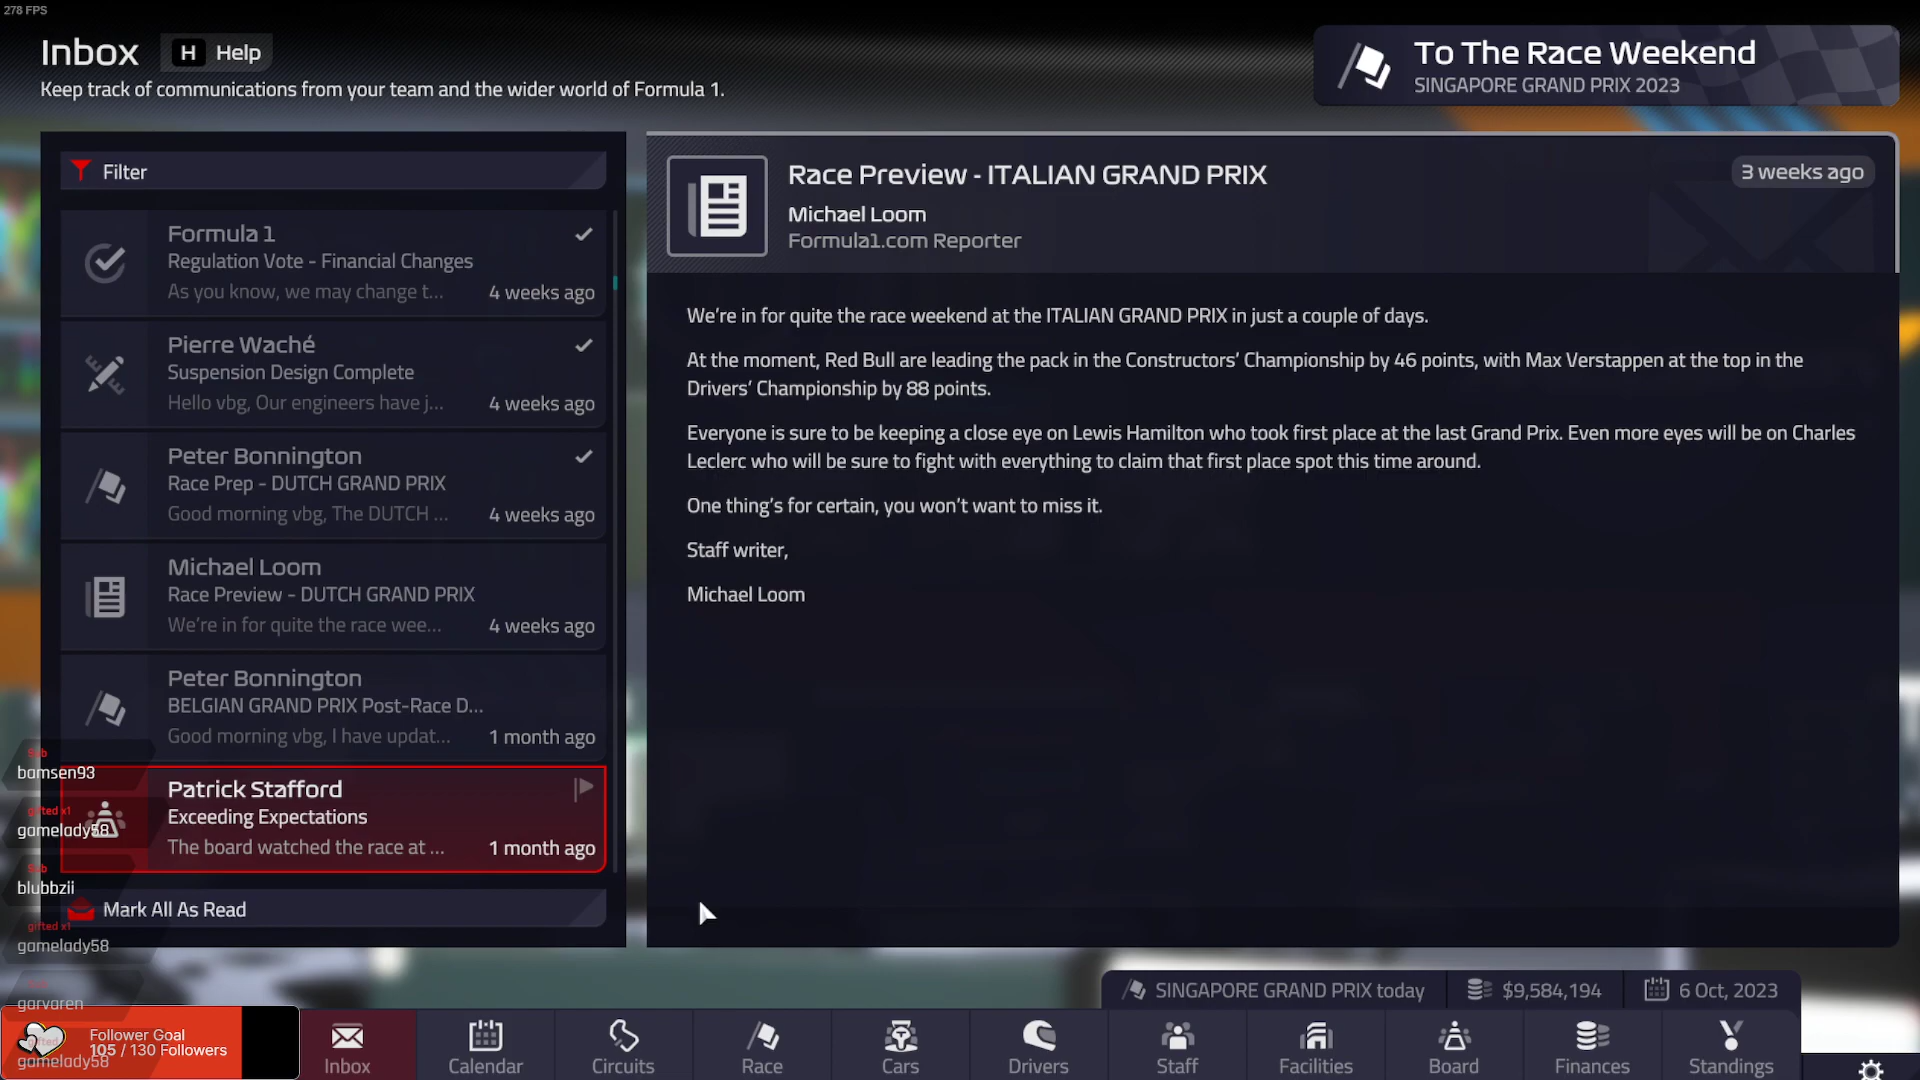 278 FPS
Inbox
H Help
Keep track of communications from your team and the wider world of Formula 1.
To The Race Weekend
SINGAPORE GRAND PRIX 2023
Filter
Formula 1
Regulation Vote - Financial Changes
As you know, we may change t...
4 weeks ago
Pierre Waché
Suspension Design Complete
Hello vbg, Our engineers have j...
4 weeks ago
Peter Bonnington
Race Prep - DUTCH GRAND PRIX
Good morning vbg, The DUTCH ...
4 weeks ago
Michael Loom
Race Preview - DUTCH GRAND PRIX
We're in for quite the race wee...
4 weeks ago
Peter Bonnington
BELGIAN GRAND PRIX Post-Race D...
Good morning vbg, I have updat...
1 month ago
Patrick Stafford
Exceeding Expectations
The board watched the race at ...
1 month ago
Mark All As Read
Race Preview - ITALIAN GRAND PRIX
3 weeks ago
Michael Loom
Formula1.com Reporter
We're in for quite the race weekend at the ITALIAN GRAND PRIX in just a couple of days.
At the moment, Red Bull are leading the pack in the Constructors' Championship by 46 points, with Max Verstappen at the top in the
Drivers' Championship by 88 points.
Everyone is sure to be keeping a close eye on Lewis Hamilton who took first place at the last Grand Prix. Even more eyes will be on Charles
Leclerc who will be sure to fight with everything to claim that first place spot this time around.
One thing's for certain, you won't want to miss it.
Staff writer,
Michael Loom
Sub
bamsen93
gifted x1
gamelady58
Sub
blubbzii
gifted x1
gamelady58
garvaren
gifted
gamelady58
Follower Goal
105 / 130 Followers
SINGAPORE GRAND PRIX today
$9,584,194
6 Oct, 2023
Inbox
Calendar
Circuits
Race
Cars
Drivers
Staff
Facilities
Board
Finances
Standings